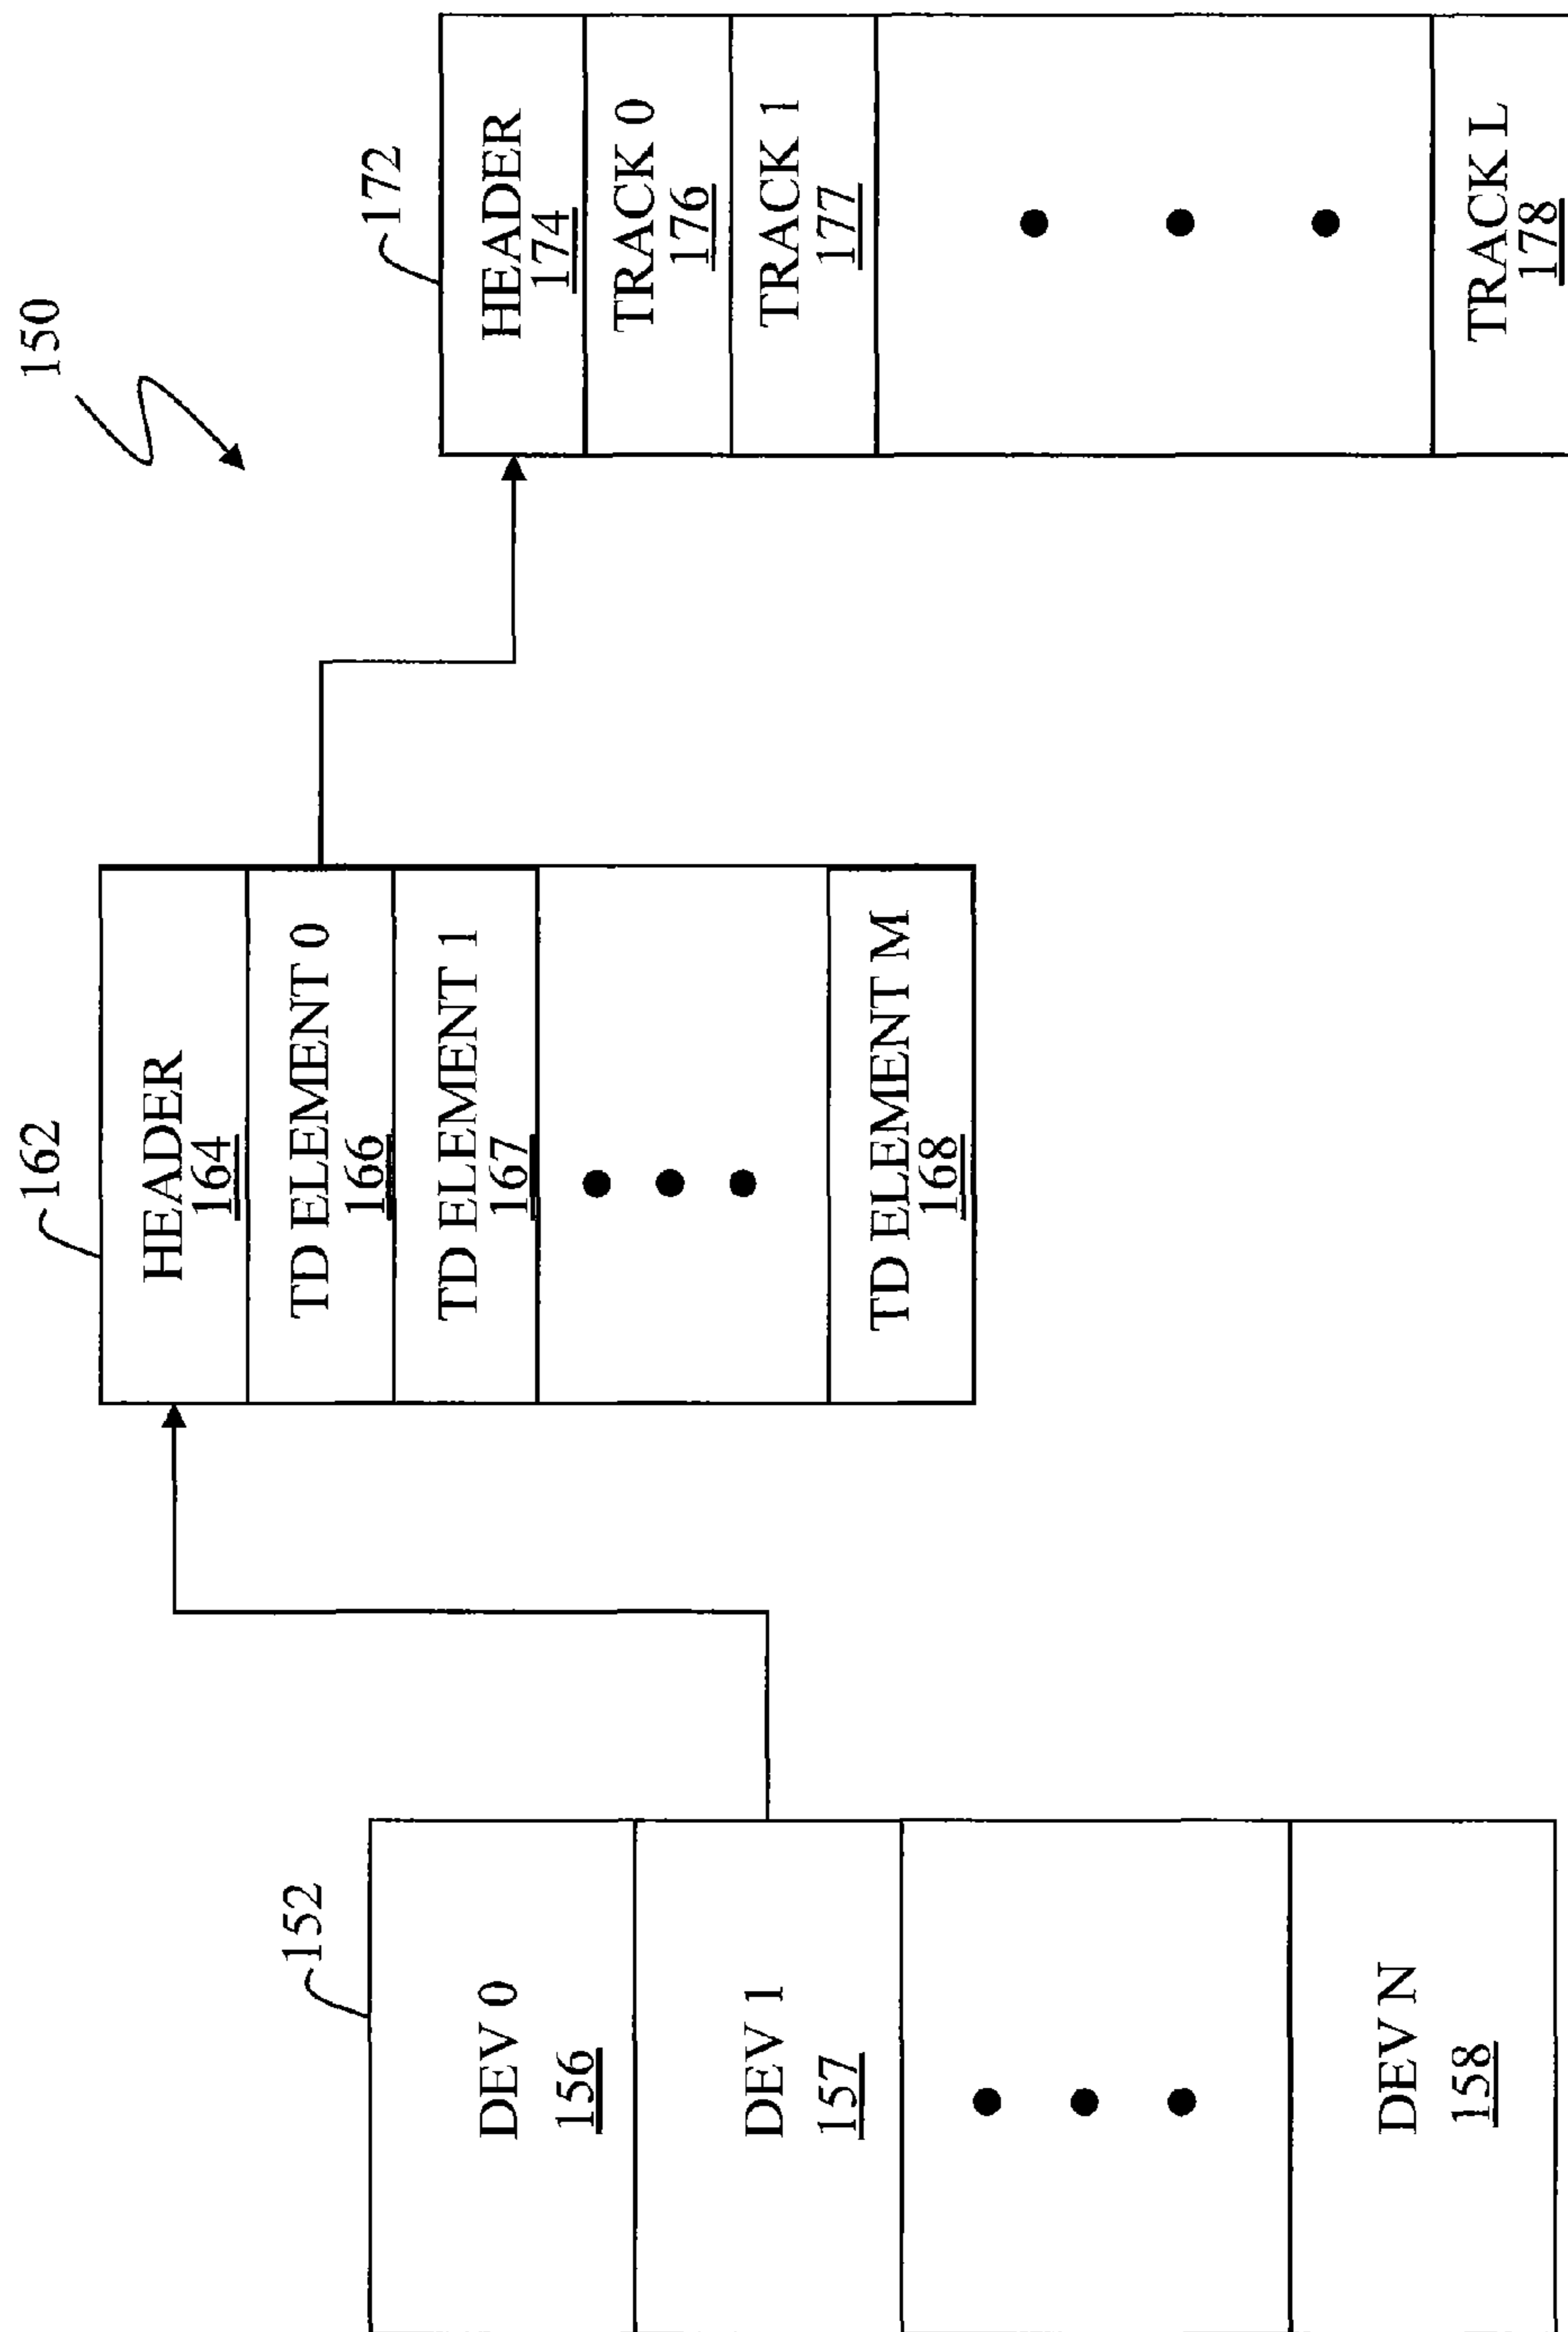 150
152
DEV 0
156
DEV 1
157
DEV N
158
162
HEADER
164
TD ELEMENT 0
166
TD ELEMENT 1
167
TD ELEMENT M
168
172
HEADER
174
TRACK 0
176
TRACK 1
177
TRACK L
178